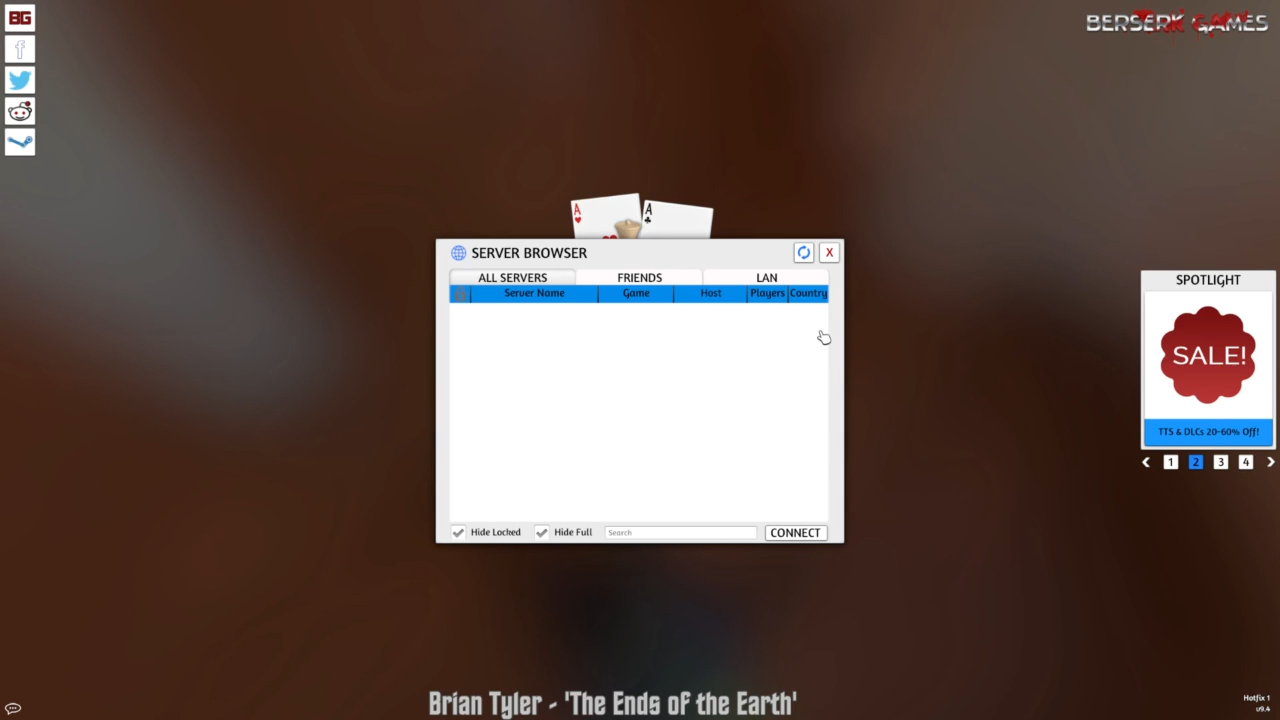 BG
BERSERK GAMES
A
A
SERVER BROWSER
X
ALL SERVERS
FRIENDS
LAN
Server Name
Game
Host
Players
Country
SPOTLIGHT
SALE!
TTS & DLCs 20-60% Off!
1
2
3
4
Hide Locked
Hide Full
Search
CONNECT
Brian Tyler - 'The Ends of the Earth'
Hotfix 1
v9.4